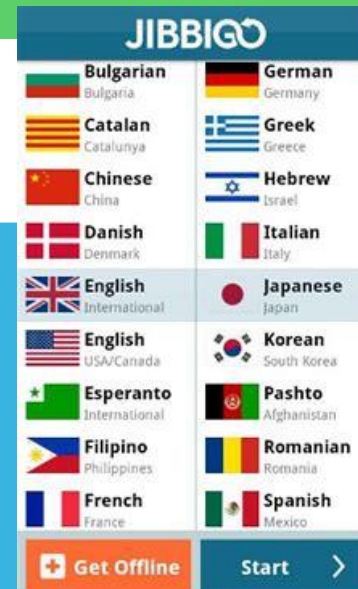 JIBBIGO
Bulgarian
Bulgaria
German
Germany
Catalan
Catalunya
Greek
Greece
Chinese
China
Hebrew
Israel
Danish
Denmark
Italian
Italy
English
International
Japanese
Japan
English
USA/Canada
Korean
South Korea
Esperanto
International
Pashto
Afghanistan
Filipino
Philippines
Romanian
Romania
French
France
Spanish
Mexico
Get Offline
Start